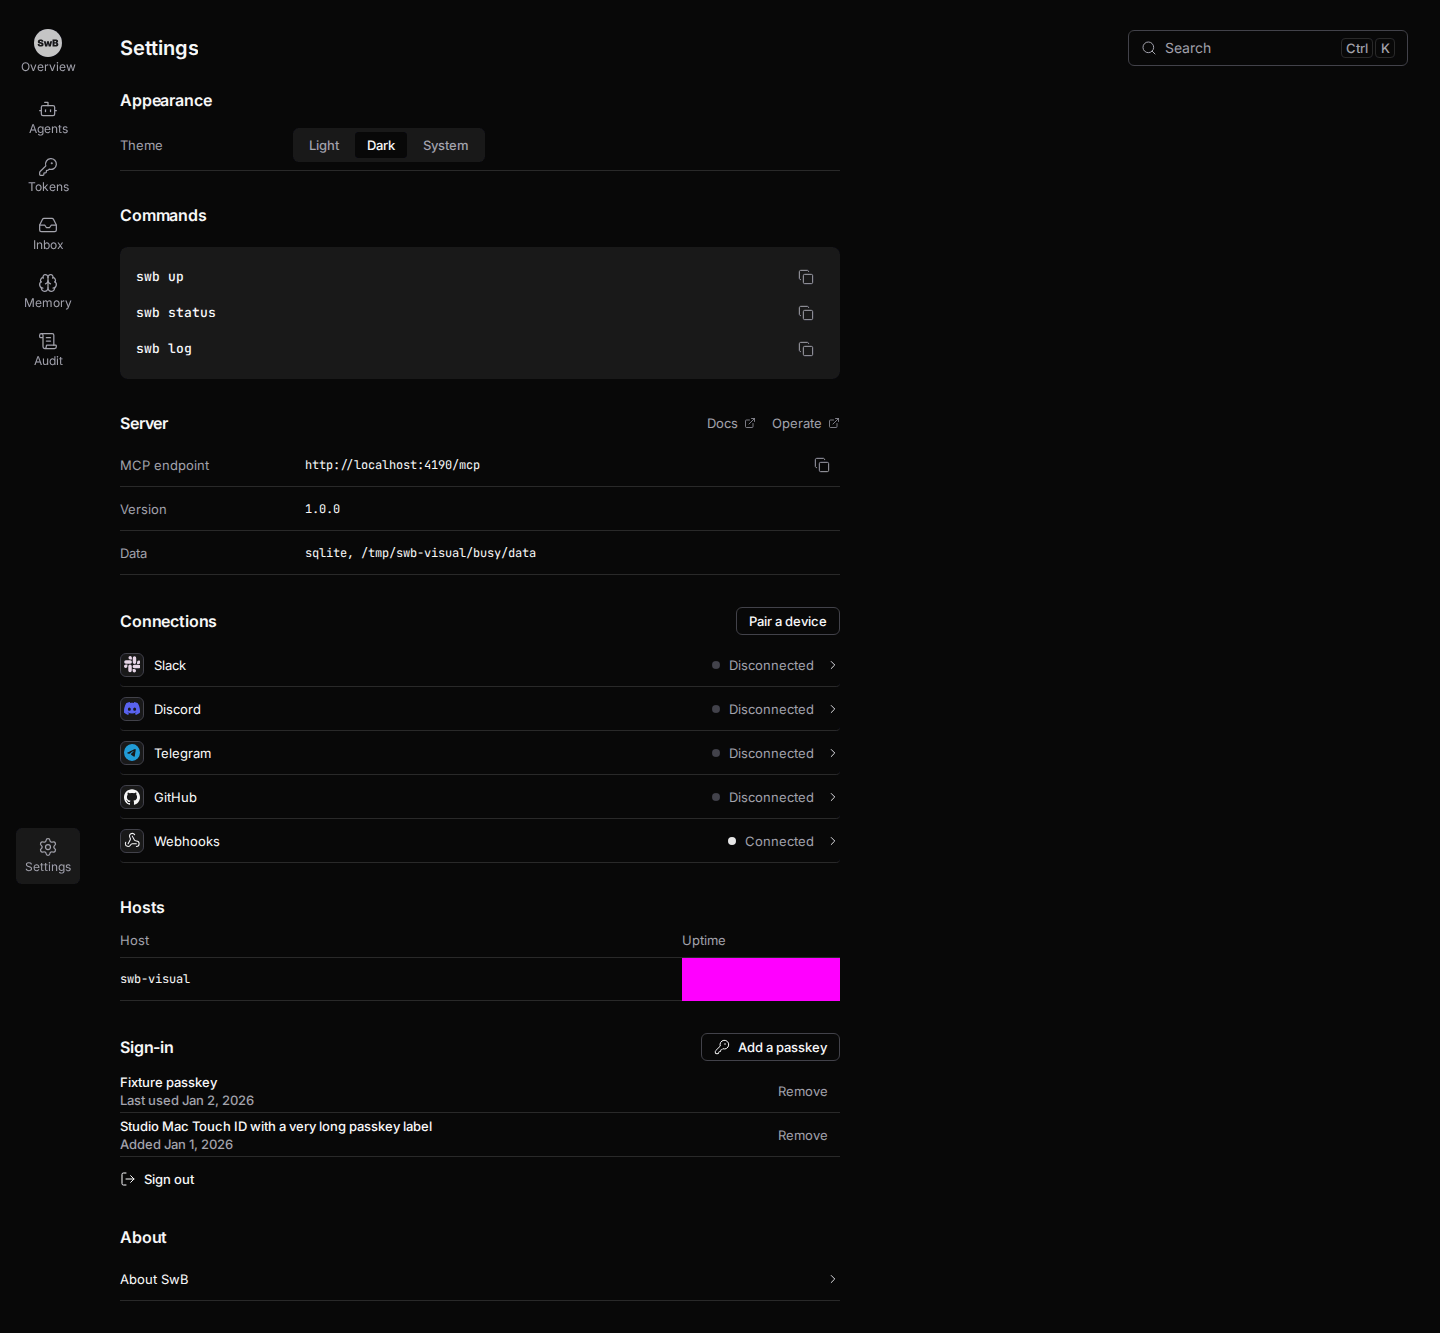 SwB
Overview
Agents
Tokens
Inbox
Memory
Audit
Settings
Settings
Search
Ctrl K
Appearance
Theme
Light Dark System
Commands
swb up
swb status
swb log
Server
Docs
Operate
MCP endpoint
http://localhost:4190/mcp
Version
1.0.0
Data
sqlite, /tmp/swb-visual/busy/data
Connections
Pair a device
Slack
Disconnected
Discord
Disconnected
Telegram
Disconnected
GitHub
Disconnected
Webhooks
Connected
Hosts
Host
Uptime
swb-visual
Sign-in
Add a passkey
Fixture passkey
Last used Jan 2, 2026
Remove
Studio Mac Touch ID with a very long passkey label
Added Jan 1, 2026
Remove
Sign out
About
About SwB